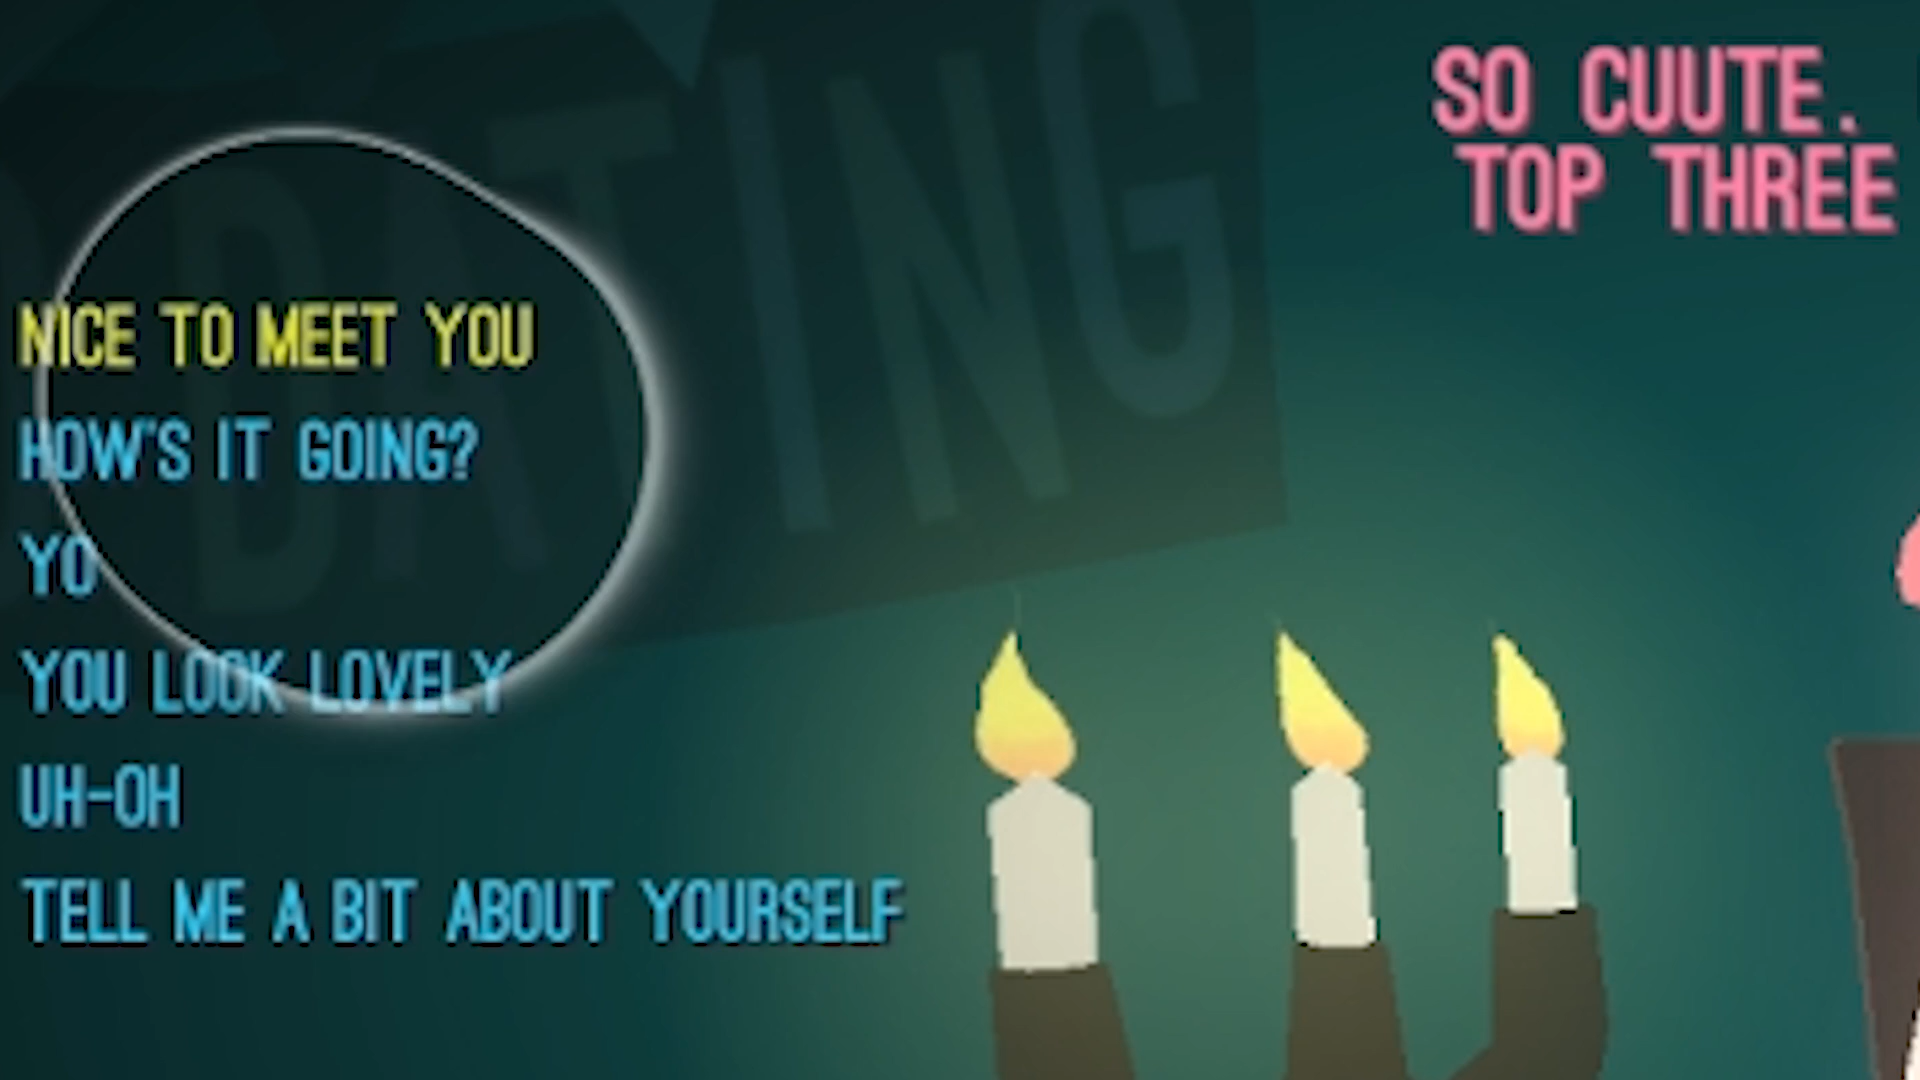 DATING
SO CUUTE.
TOP THREE
NICE TO MEET YOU
HOW'S IT GOING?
YO
YOU LOOK LOVELY
UH-OH
TELL ME A BIT ABOUT YOURSELF